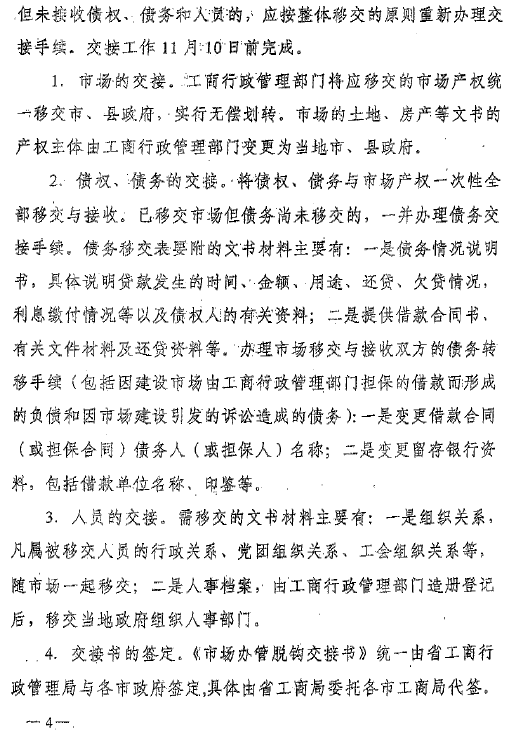 但未接收债权、债务和人员的，应按整体移交的原则重新办理交
接手续。交接工作11月10日前完成。
1. 市场的交接。工商行政管理部门将应移交的市场产权统
一移交市、县政府，实行无偿划转。市场的土地、房产等文书的
产权主体由工商行政管理部门变更为当地市、县政府。
2. 债权、债务的交接。将债权、债务与市场产权一次性全
部移交与接收。已移交市场但债务尚未移交的，一并办理债务交
接手续。债务移交表要附的文书材料主要有：一是债务情况说明
书，具体说明贷款发生的时间、金额、用途、还贷、欠贷情况，
利息缴付情况等以及债权人的有关资料；二是提供借款合同书、
有关文件材料及还贷资料等。办理市场移交与接收双方的债务转
移手续（包括因建设市场由工商行政管理部门担保的借款而形成
的负债和因市场建设引发的诉讼造成的债务）：一是变更借款合同
（或担保合同）债务人（或担保人）名称；二是变更留存银行资
料，包括借款单位名称、印鉴等。
3. 人员的交接。需移交的文书材料主要有：一是组织关系，
凡属被移交人员的行政关系、党团组织关系、工会组织关系等，
随市场一起移交；二是人事档案，由工商行政管理部门造册登记
后，移交当地政府组织人事部门。
4. 交接书的签定。《市场办管脱钩交接书》统一由省工商行
政管理局与各市政府签定，具体由省工商局委托各市工商局代签。
—4—